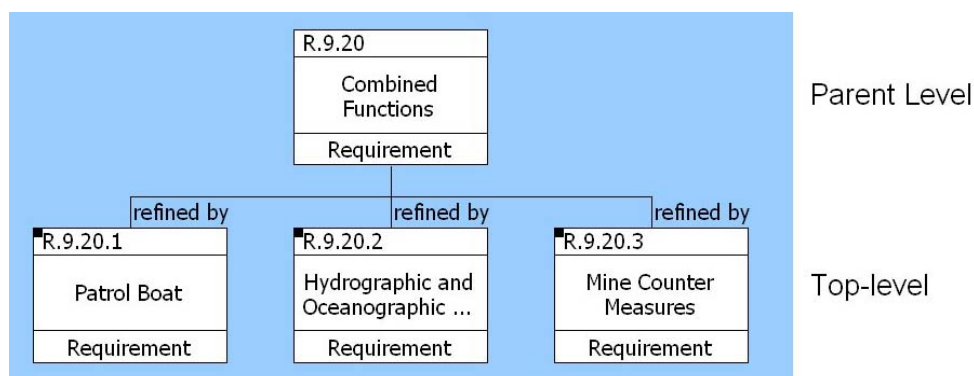 R.9.20
Combined
Functions
Requirement
Parent Level
refined by
refined by
refined by
R.9.20.1
Patrol Boat
Requirement
R.9.20.2
Hydrographic and
Oceanographic ...
Requirement
R.9.20.3
Mine Counter
Measures
Requirement
Top-level